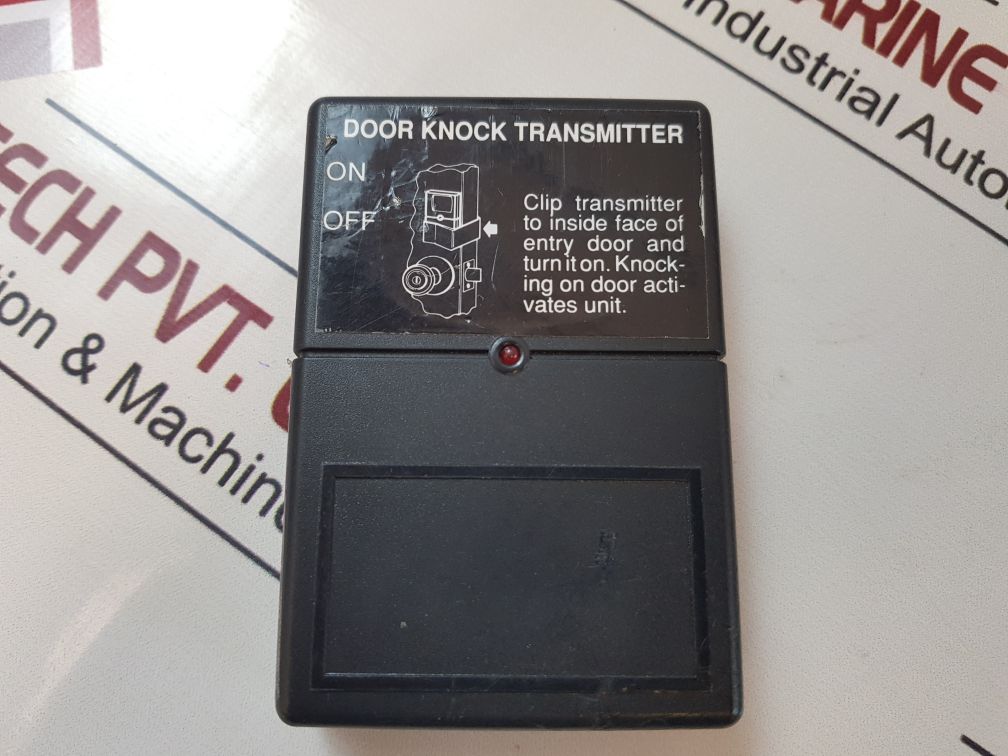 DOOR KNOCK TRANSMITTER
ON
OFF
Clip transmitter
to inside face of
entry door and
turn it on. Knock-
ing on door acti-
vates unit.
ARINE
Industrial Auto
ECH PVT.
ion & Machin